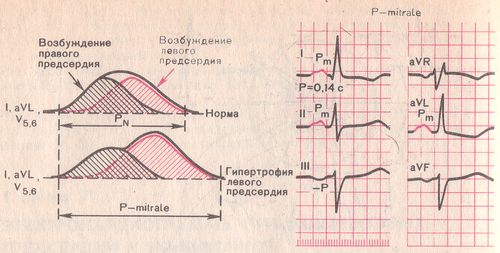 Возбуждение
правого
предсердия
Возбуждение
левого
предсердия
I, aVL,
V5,6
Норма
PN
I, aVL,
V5,6
Гипертрофия
левого
предсердия
P–mitrale
P–mitrale
I
Pm
P=0,14 с
II
Pm
III
–P
aVR
aVL
Pm
aVF